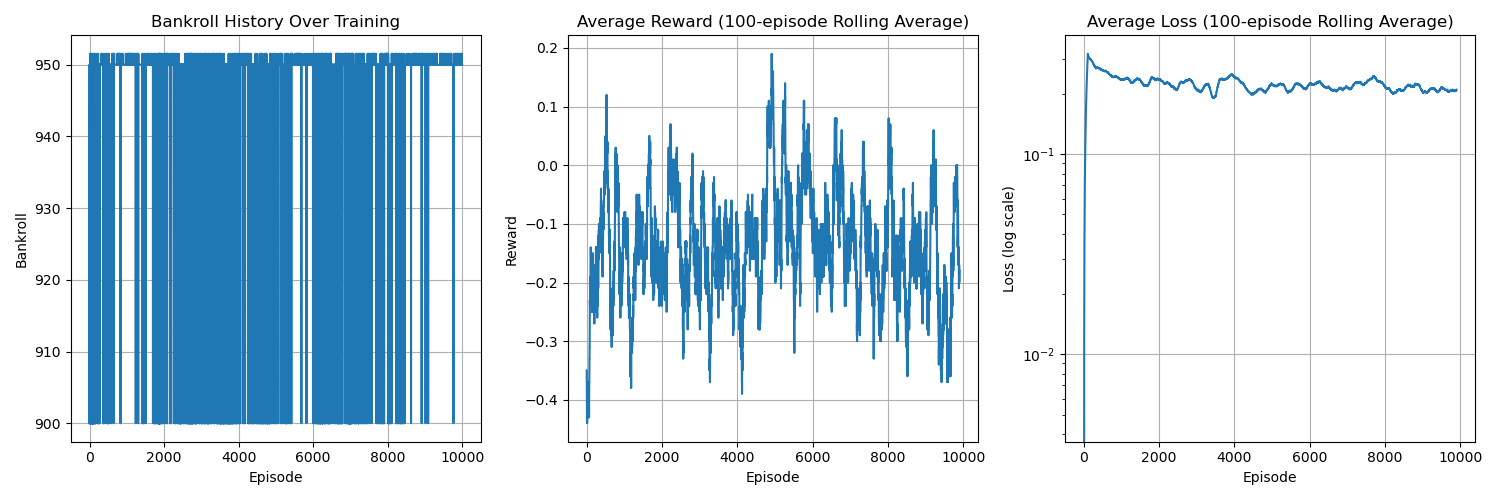 Bankroll History Over Training
Bankroll
950
940
930
920
910
900
0 2000 4000 6000 8000 10000
Episode
Average Reward (100-episode Rolling Average)
Reward
0.2
0.1
0.0
−0.1
−0.2
−0.3
−0.4
0 2000 4000 6000 8000 10000
Episode
Average Loss (100-episode Rolling Average)
Loss (log scale)
10⁻¹
10⁻²
0 2000 4000 6000 8000 10000
Episode